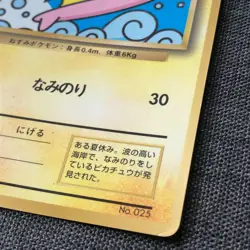 おすみポケモン：身長0.4m、体重6Kg
なみのり 30
にげる
ある夏休み。波の高い
海岸で、なみのりをし
ているピカチュウが発
見された。
No.025